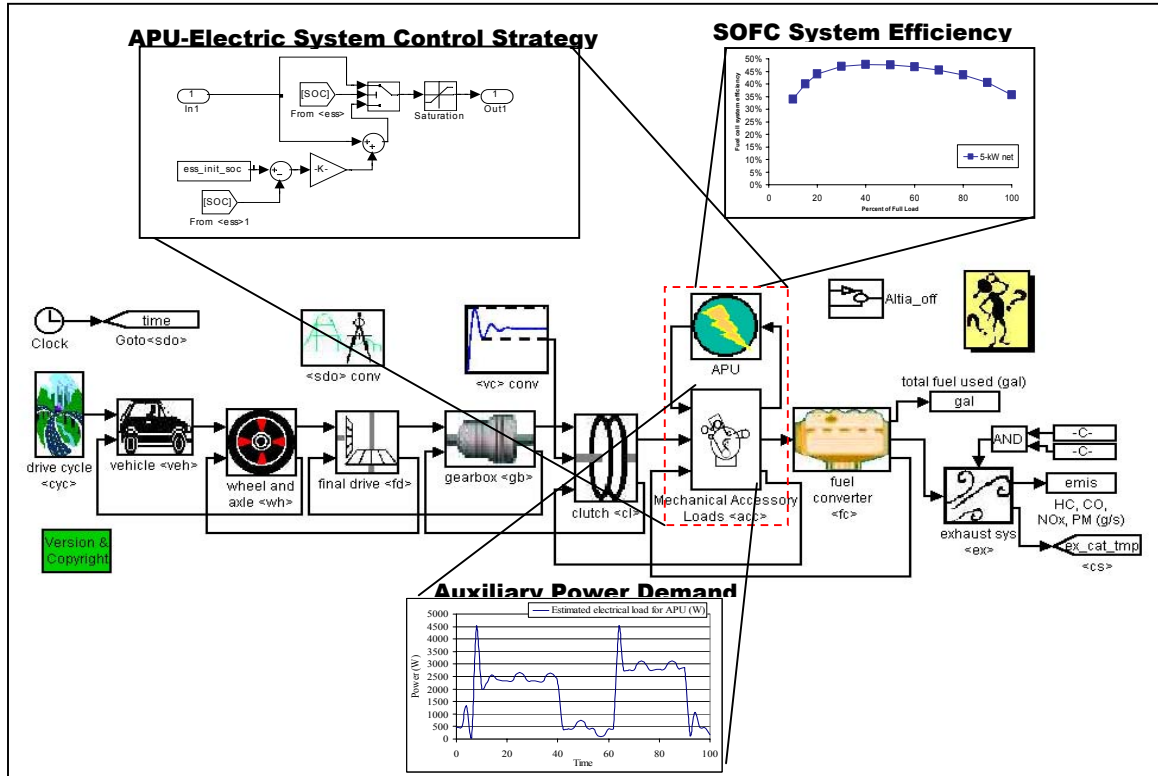 APU-Electric System Control Strategy
SOFC System Efficiency
1
In1
[SOC]
From <ess>
Saturation
1
Out1
ess_init_soc
-K-
[SOC]
From <ess>1
Fuel cell system efficiency
50%
45%
40%
35%
30%
25%
20%
15%
10%
5%
0%
0 20 40 60 80 100
Percent of Full Load
5-kW net
Clock
time
Goto<sdo>
<sdo> conv
<vc> conv
APU
Altia_off
total fuel used (gal)
gal
drive cycle
<cyc>
vehicle <veh>
wheel and
axle <wh>
final drive <fd>
gearbox <gb>
clutch <cl>
Mechanical Accessory
Loads <acc>
fuel
converter
<fc>
AND
-C-
-C-
emis
HC, CO,
NOx, PM (g/s)
exhaust sys
<ex>
ex_cat_tmp
<cs>
Version &
Copyright
Auxiliary Power Demand
Estimated electrical load for APU (W)
Power (W)
5000
4500
4000
3500
3000
2500
2000
1500
1000
500
0
0 20 40 60 80 100
Time